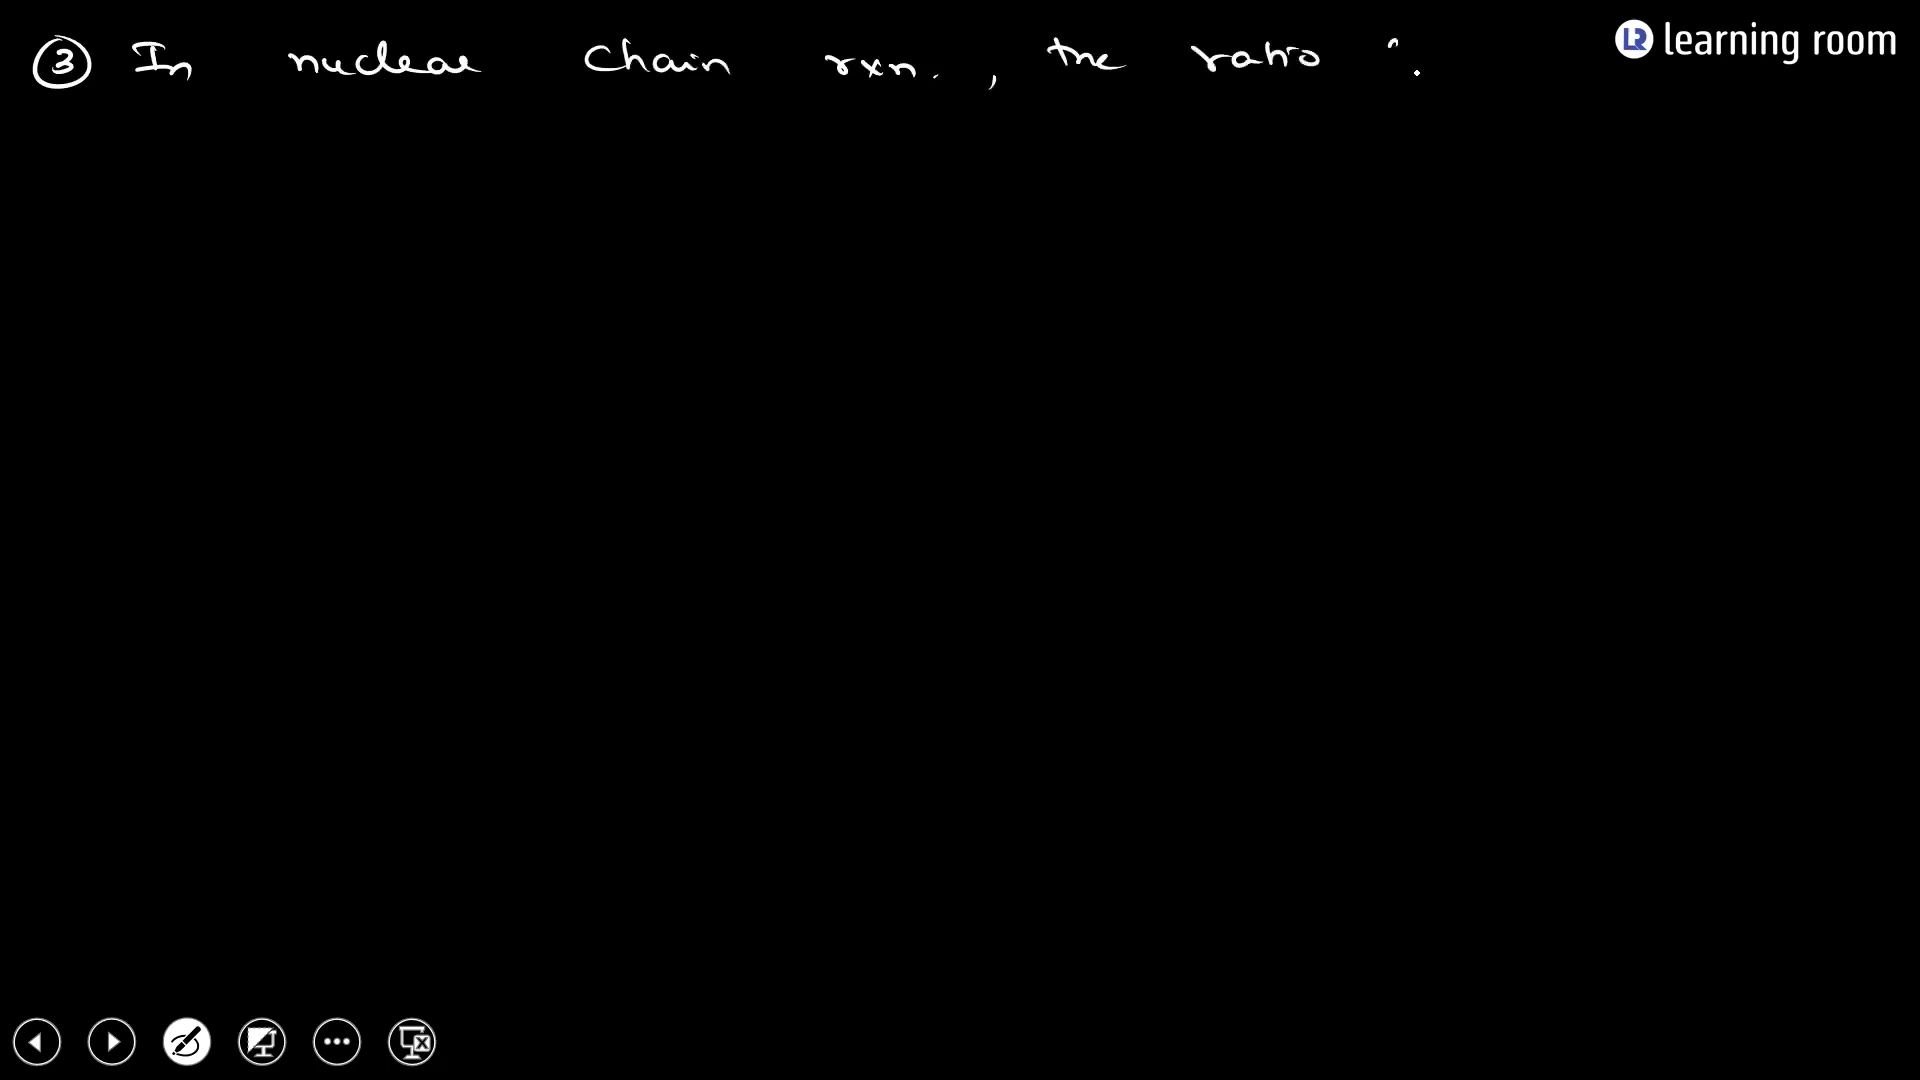 ③ In nuclear chain rxn. , the ratio
learning room